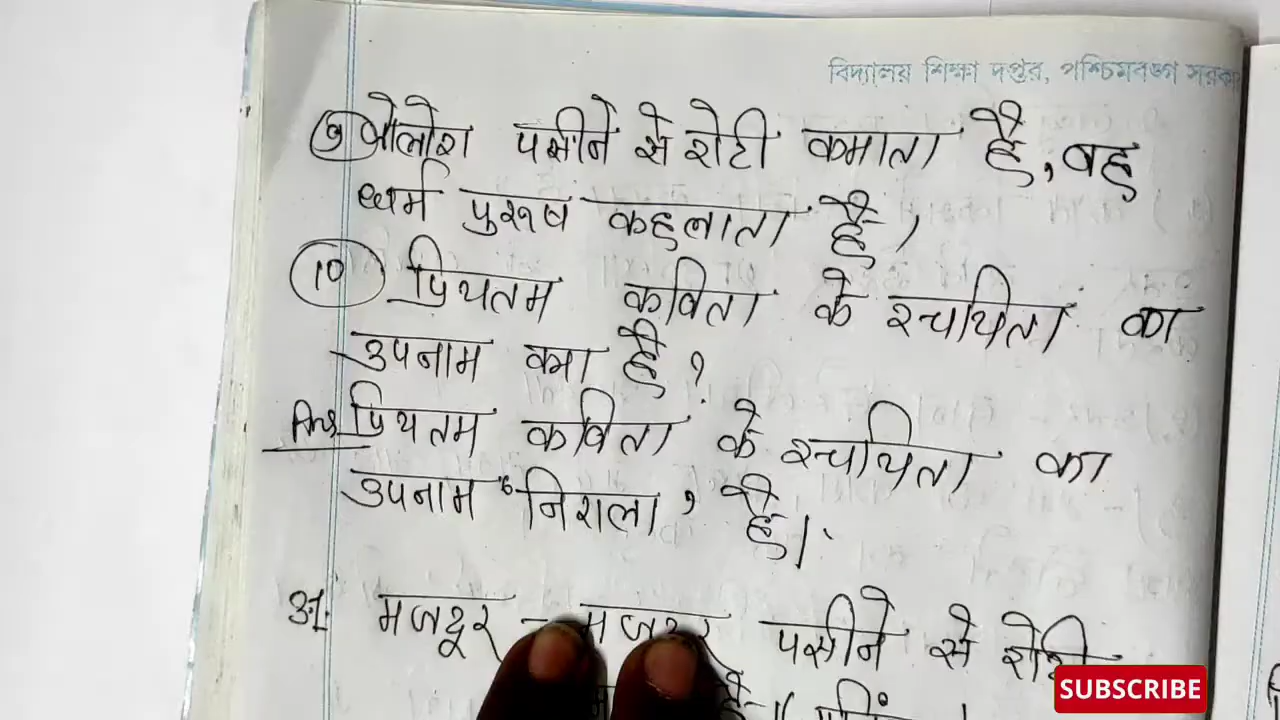 বিদ্যালয় শিক্ষা দপ্তর, পশ্চিমবঙ্গ সরকার
पसीने से रोटी कमाता है, वह
धर्म पुरुष कहलाता है।
10 प्रियतम कविता के रचयिता का
उपनाम क्या है?
Ans प्रियतम कविता के रचयिता का
उपनाम 'निराला' है।
अ: मजदूर - मजदूर पसीने से रोटी
SUBSCRIBE